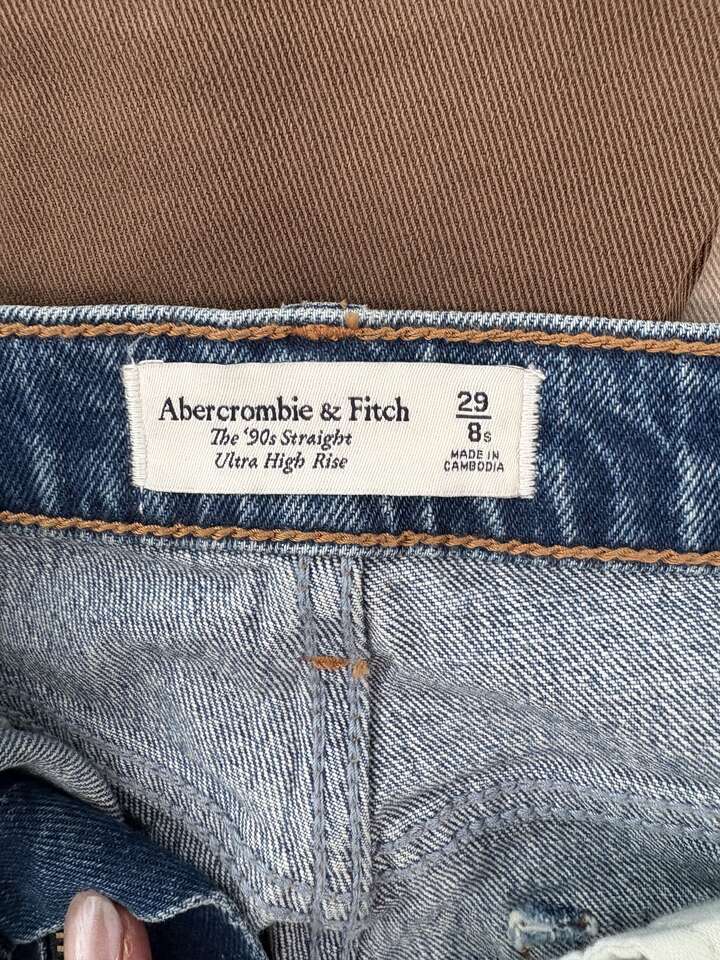 Abercrombie & Fitch
The ‘90s Straight
Ultra High Rise
29
8s
MADE IN
CAMBODIA